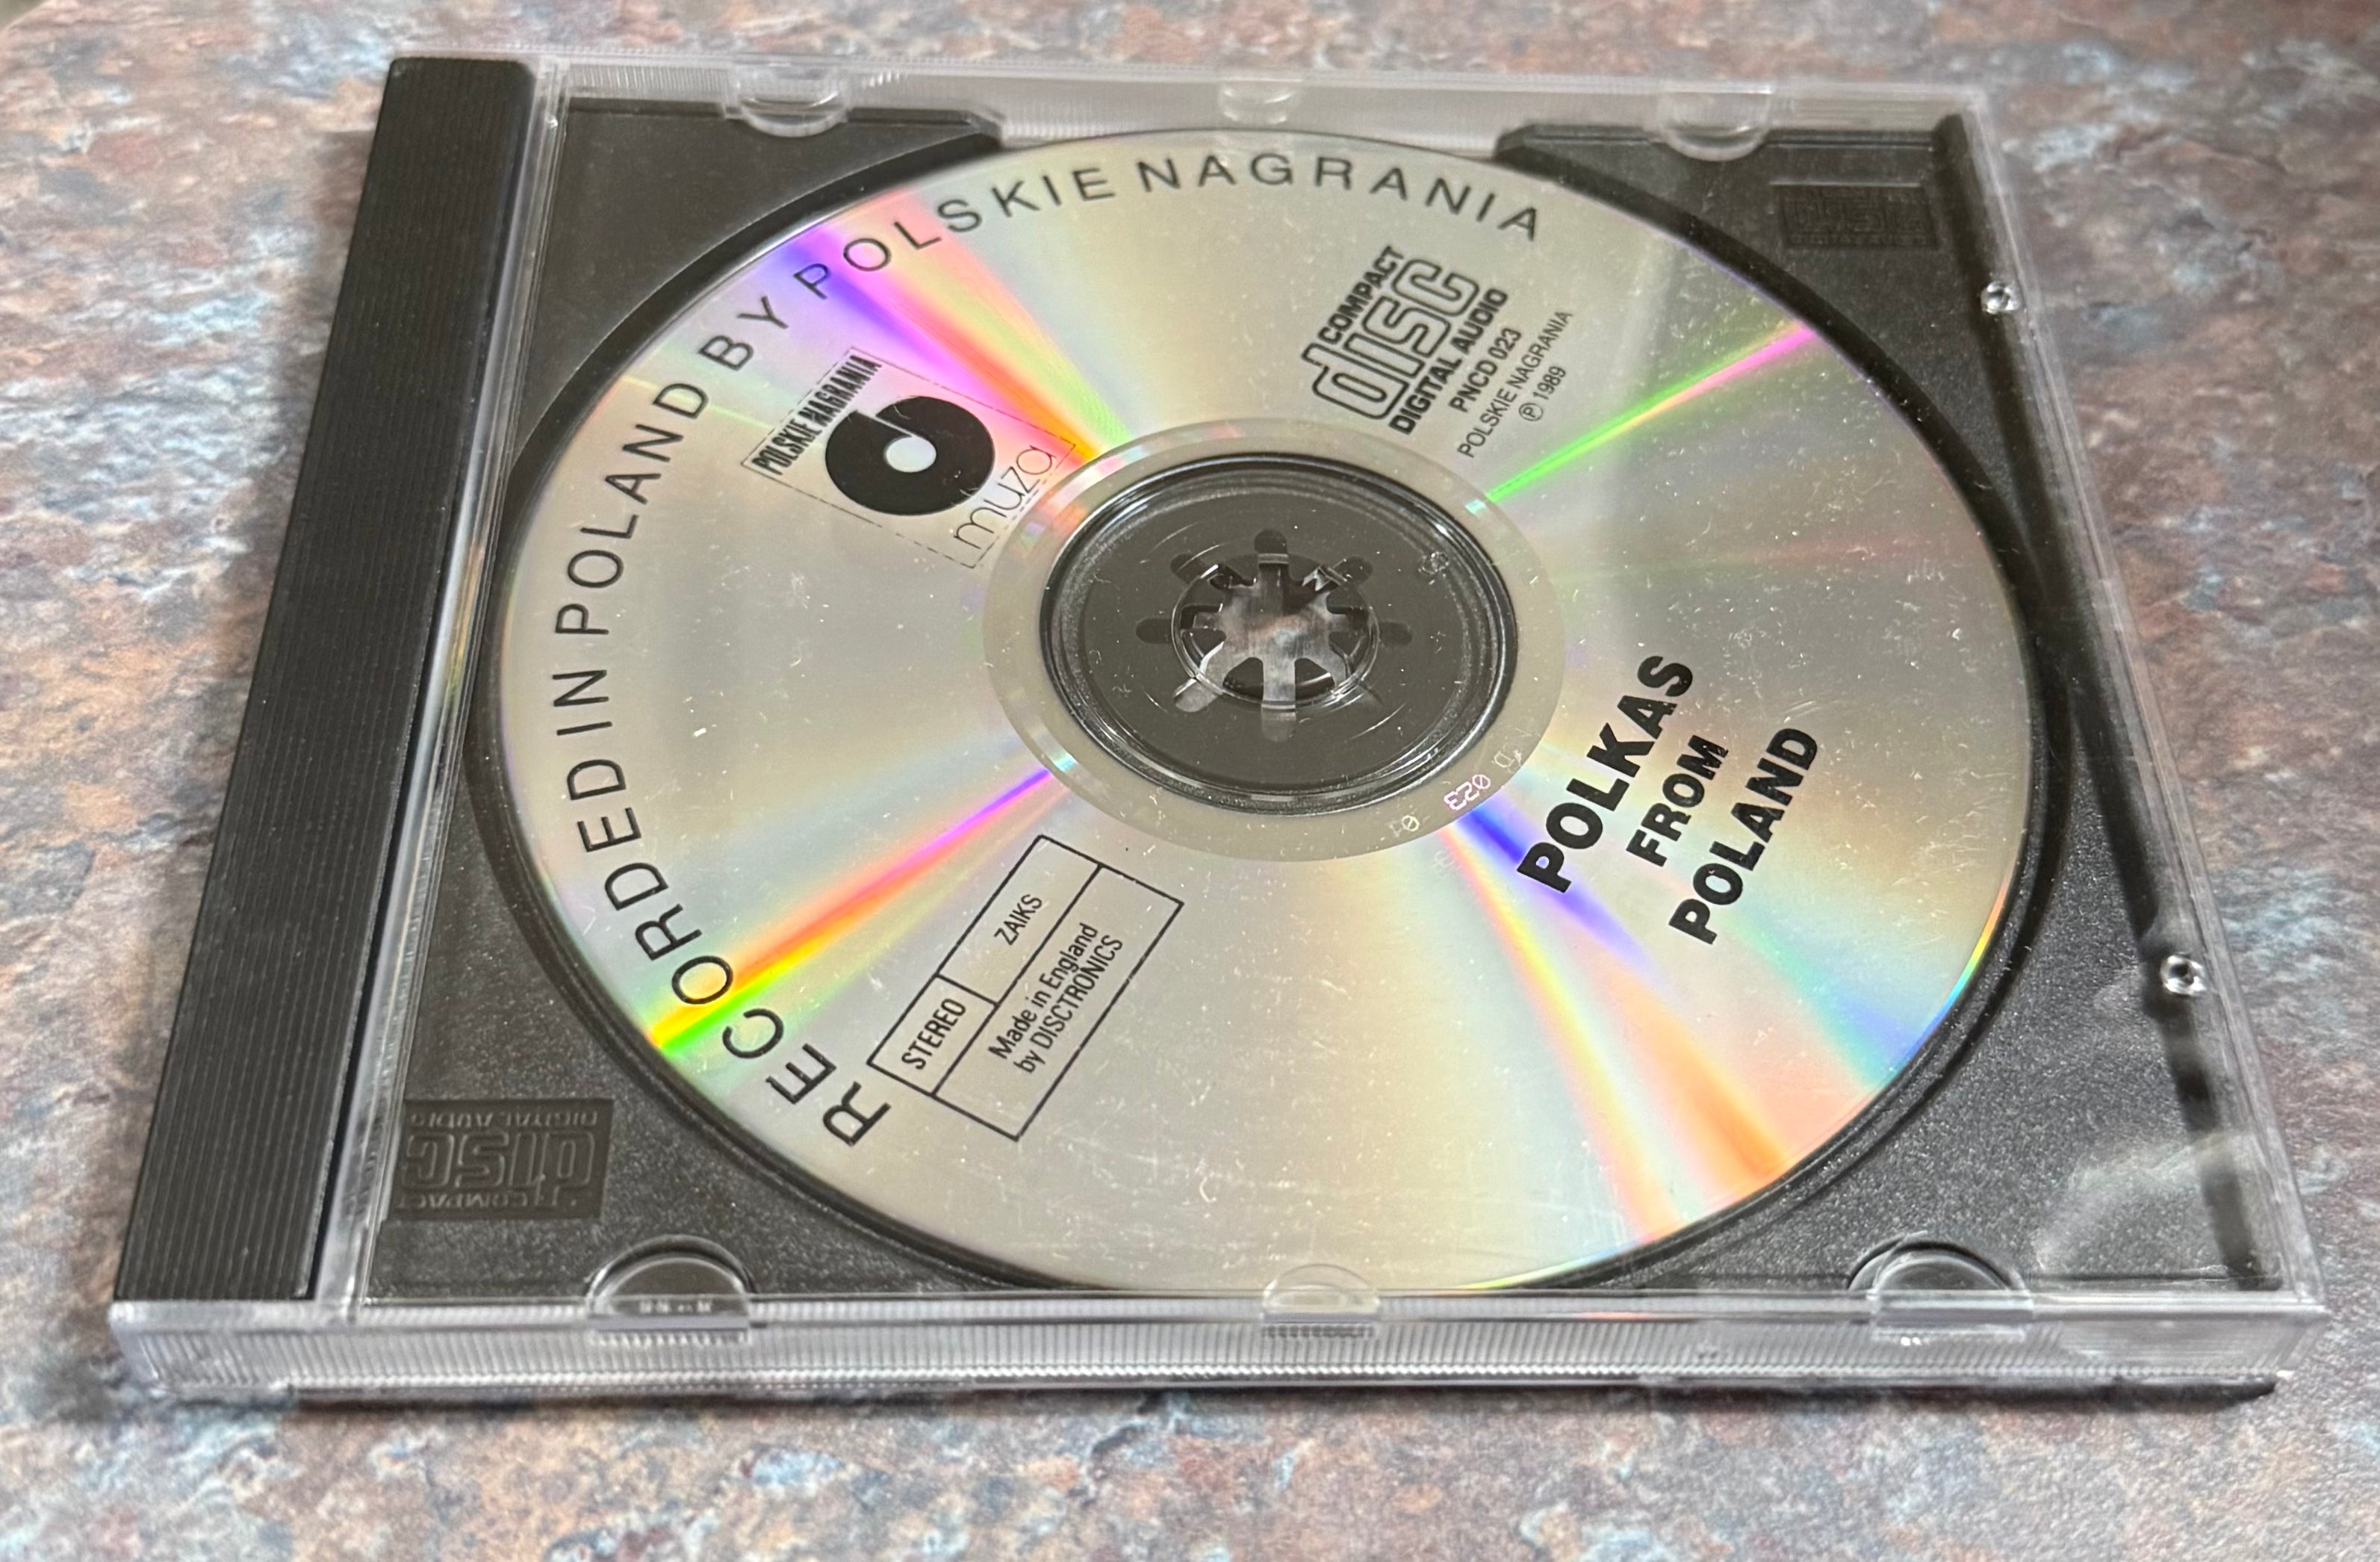 RECORDED IN POLAND BY POLSKIE NAGRANIA
POLSKIE NAGRANIA
muza
COMPACT
disc
DIGITAL AUDIO
PNCD 023
POLSKIE NAGRANIA
℗ 1989
POLKAS
FROM
POLAND
STEREO
ZAIKS
Made in England
by DISCTRONICS
023
COMPACT
disc
DIGITAL AUDIO